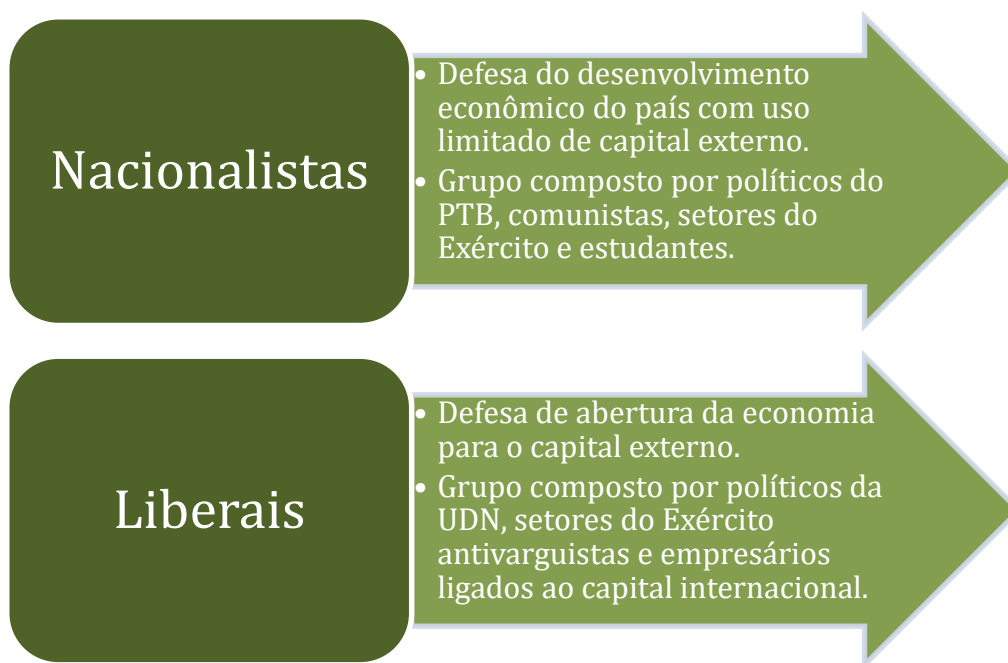 Nacionalistas
• Defesa do desenvolvimento
econômico do país com uso
limitado de capital externo.
• Grupo composto por políticos do
PTB, comunistas, setores do
Exército e estudantes.
Liberais
• Defesa de abertura da economia
para o capital externo.
• Grupo composto por políticos da
UDN, setores do Exército
antivarguistas e empresários
ligados ao capital internacional.